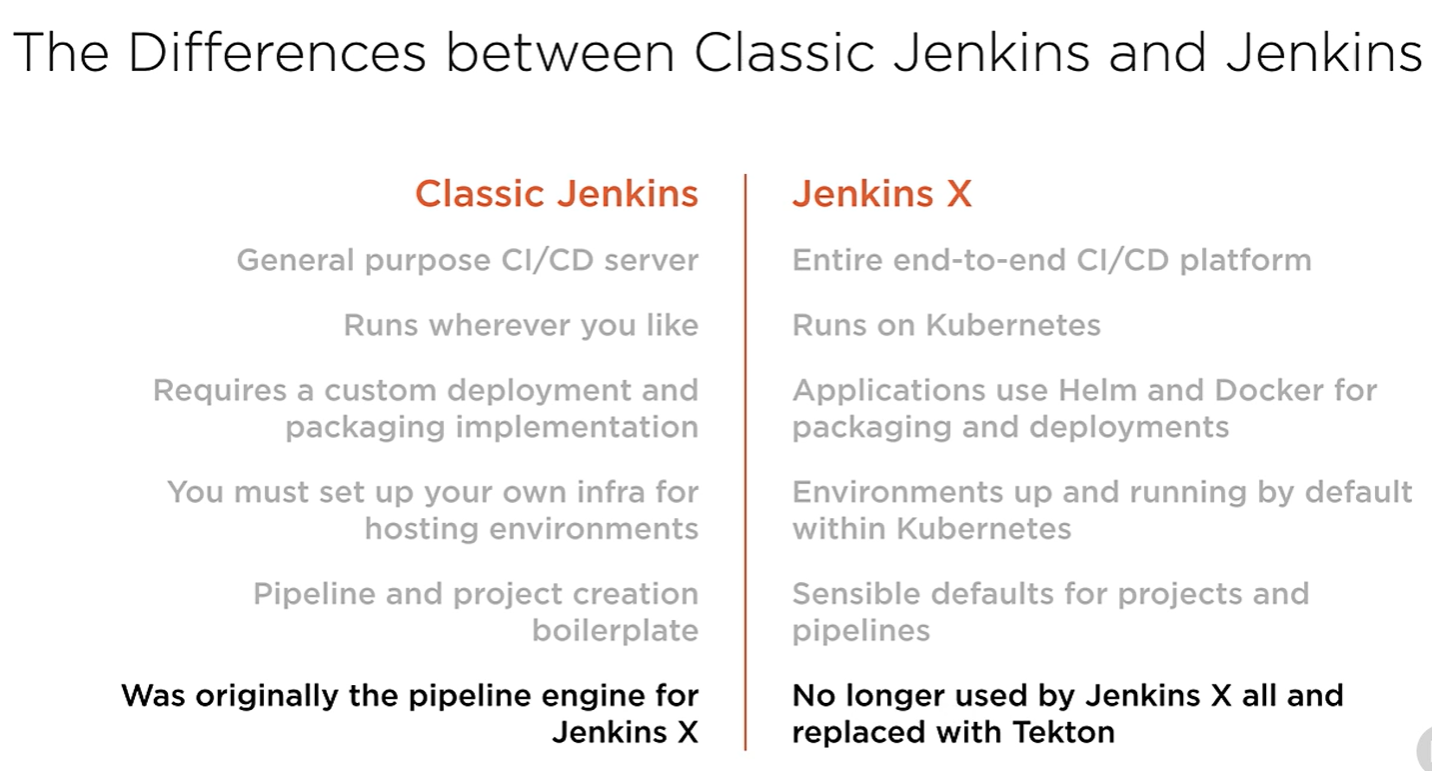 The Differences between Classic Jenkins and Jenkins
Classic Jenkins
General purpose CI/CD server
Runs wherever you like
Requires a custom deployment and
packaging implementation
You must set up your own infra for
hosting environments
Pipeline and project creation
boilerplate
Was originally the pipeline engine for
Jenkins X
Jenkins X
Entire end-to-end CI/CD platform
Runs on Kubernetes
Applications use Helm and Docker for
packaging and deployments
Environments up and running by default
within Kubernetes
Sensible defaults for projects and
pipelines
No longer used by Jenkins X all and
replaced with Tekton